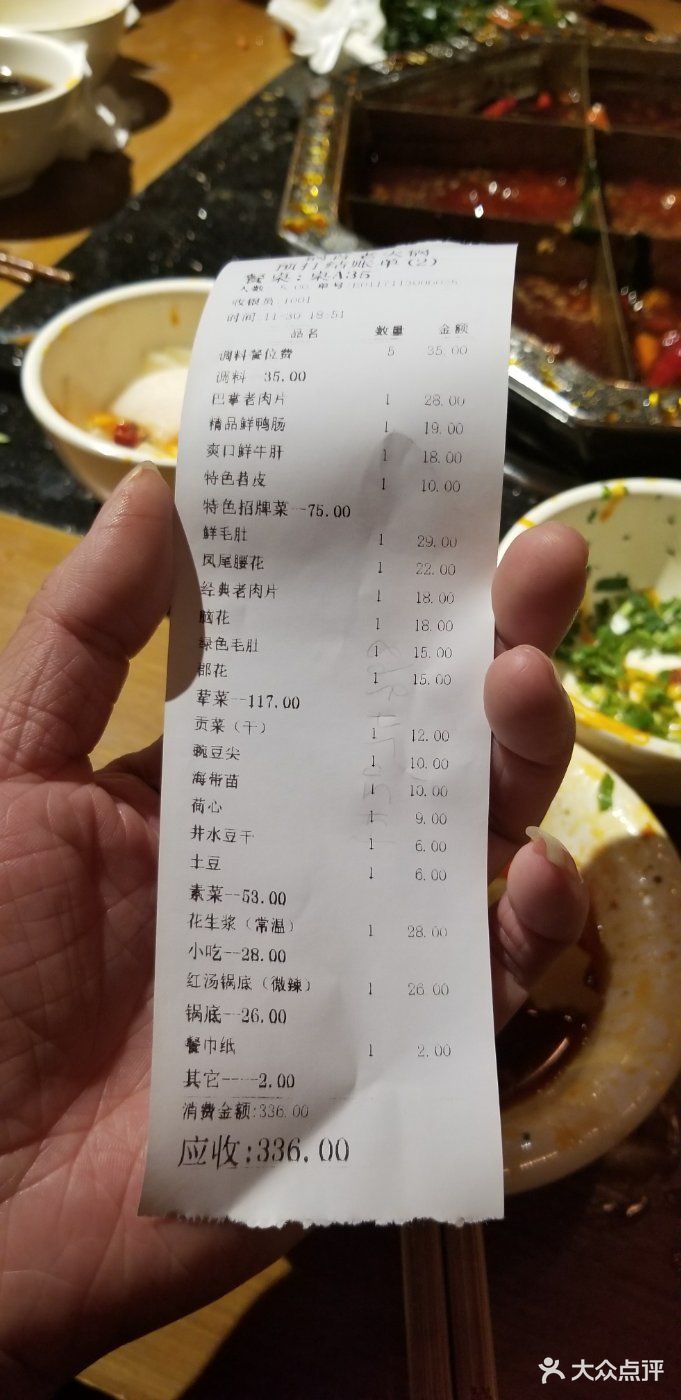 老火锅
预打结账单(2)
餐桌：桌A35
人数
单号
收银员 1001
时间 11-30 18:51
品名 数量 金额
调料餐位费 5 35.00
调料 35.00
巴掌老肉片 1 28.00
精品鲜鸭肠 1 19.00
爽口鲜牛肝 1 18.00
特色苕皮 1 10.00
特色招牌菜--75.00
鲜毛肚 1 29.00
凤尾腰花 1 22.00
经典老肉片 1 18.00
脑花 1 18.00
绿色毛肚 1 15.00
郡花 1 15.00
荤菜--117.00
贡菜（干） 1 12.00
豌豆尖 1 10.00
海带苗 1 10.00
荷心 1 9.00
井水豆干 1 6.00
土豆 1 6.00
素菜--53.00
花生浆（常温） 1 28.00
小吃--28.00
红汤锅底（微辣） 1 26.00
锅底--26.00
餐巾纸 1 2.00
其它----2.00
消费金额:336.00
应收:336.00
大众点评